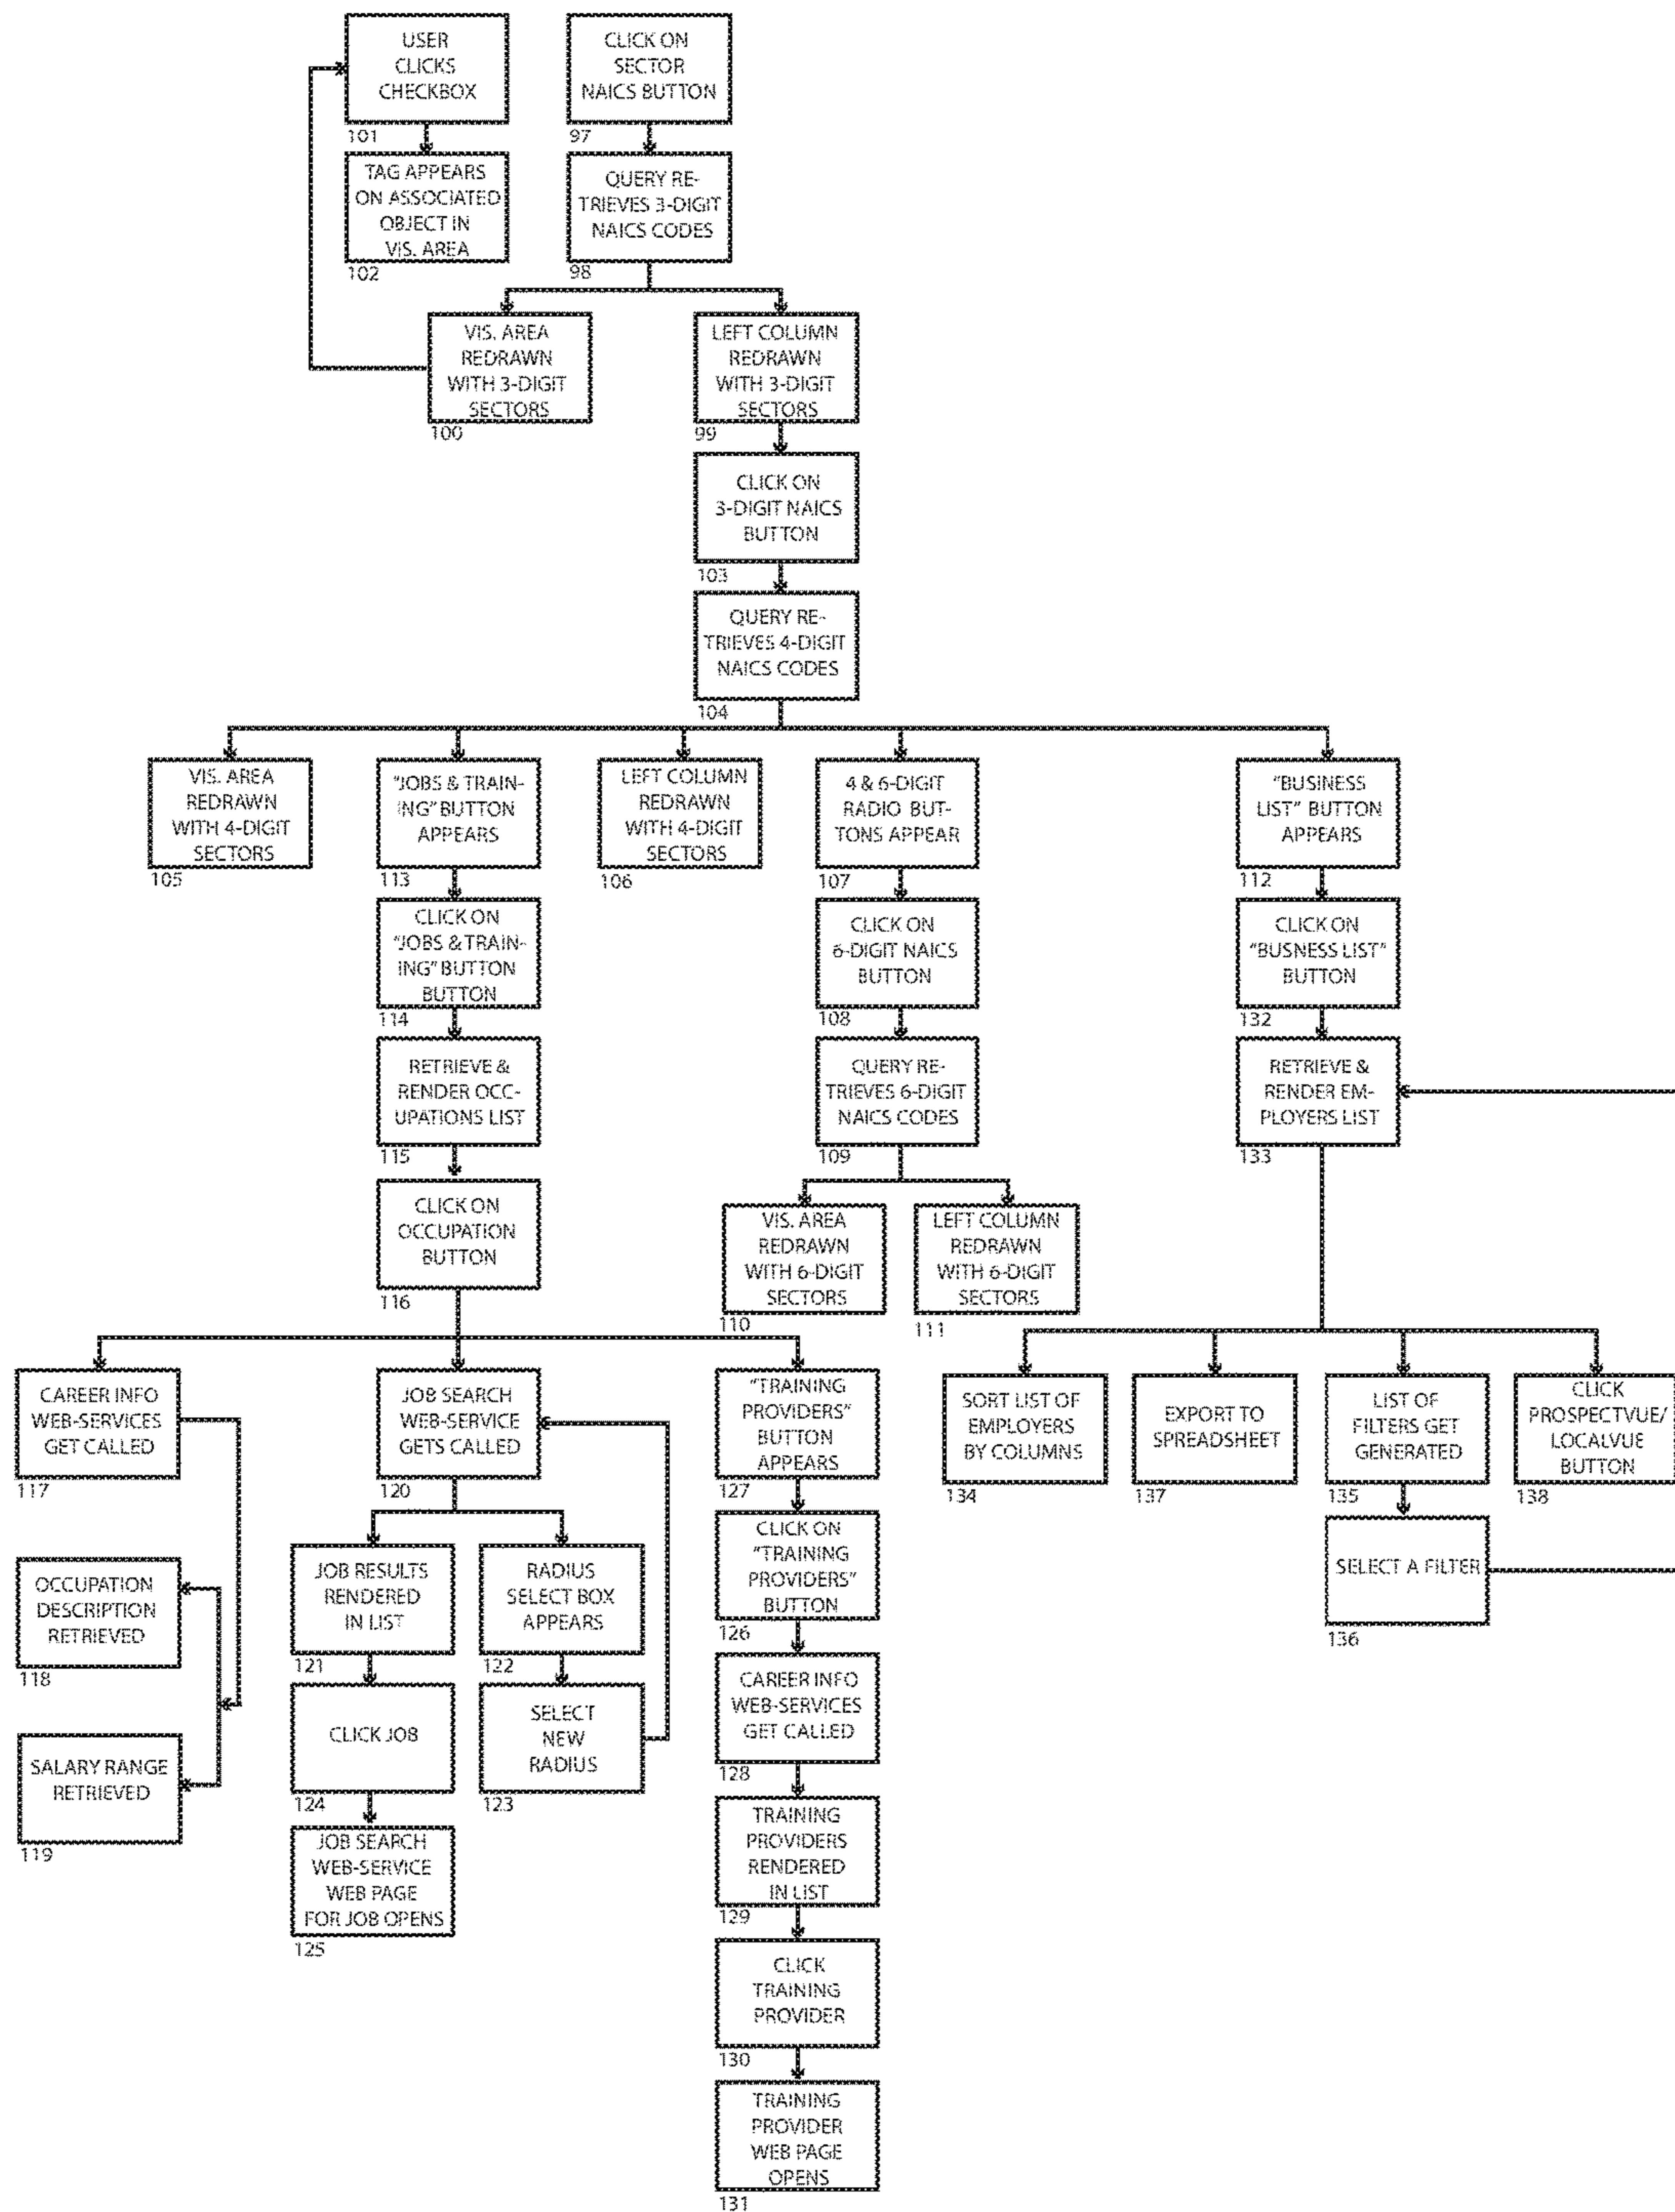 USER
CLICKS
CHECKBOX
101
CLICK ON
SECTOR
NAICS BUTTON
97
TAG APPEARS
ON ASSOCIATED
OBJECT IN
VIS. AREA
102
QUERY RE-
TRIEVES 3-DIGIT
NAICS CODES
98
VIS. AREA
REDRAWN
WITH 3-DIGIT
SECTORS
100
LEFT COLUMN
REDRAWN
WITH 3-DIGIT
SECTORS
99
CLICK ON
3-DIGIT NAICS
BUTTON
103
QUERY RE-
TRIEVES 4-DIGIT
NAICS CODES
104
VIS. AREA
REDRAWN
WITH 4-DIGIT
SECTORS
105
"JOBS & TRAIN-
ING" BUTTON
APPEARS
113
LEFT COLUMN
REDRAWN
WITH 4-DIGIT
SECTORS
106
4 & 6-DIGIT
RADIO BUT-
TONS APPEAR
107
"BUSINESS
LIST" BUTTON
APPEARS
112
CLICK ON
"JOBS & TRAIN-
ING" BUTTON
BUTTON
114
CLICK ON
6-DIGIT NAICS
BUTTON
108
CLICK ON
"BUSNESS LIST"
BUTTON
132
RETRIEVE &
RENDER OCC-
UPATIONS LIST
115
QUERY RE-
TRIEVES 6-DIGIT
NAICS CODES
109
RETRIEVE &
RENDER EM-
PLOYERS LIST
133
CLICK ON
OCCUPATION
BUTTON
116
VIS. AREA
REDRAWN
WITH 6-DIGIT
SECTORS
110
LEFT COLUMN
REDRAWN
WITH 6-DIGIT
SECTORS
111
CAREER INFO
WEB-SERVICES
GET CALLED
117
JOB SEARCH
WEB-SERVICE
GETS CALLED
120
"TRAINING
PROVIDERS"
BUTTON
APPEARS
127
SORT LIST OF
EMPLOYERS
BY COLUMNS
134
EXPORT TO
SPREADSHEET
137
LIST OF
FILTERS GET
GENERATED
135
CLICK
PROSPECTVUE/
LOCALVUE
BUTTON
138
OCCUPATION
DESCRIPTION
RETRIEVED
118
JOB RESULTS
RENDERED
IN LIST
121
RADIUS
SELECT BOX
APPEARS
122
CLICK ON
"TRAINING
PROVIDERS"
BUTTON
126
SELECT A FILTER
136
SALARY RANGE
RETRIEVED
119
CLICK JOB
124
SELECT
NEW
RADIUS
123
CAREER INFO
WEB-SERVICES
GET CALLED
128
JOB SEARCH
WEB-SERVICE
WEB PAGE
FOR JOB OPENS
125
TRAINING
PROVIDERS
RENDERED
IN LIST
129
CLICK
TRAINING
PROVIDER
130
TRAINING
PROVIDER
WEB PAGE
OPENS
131